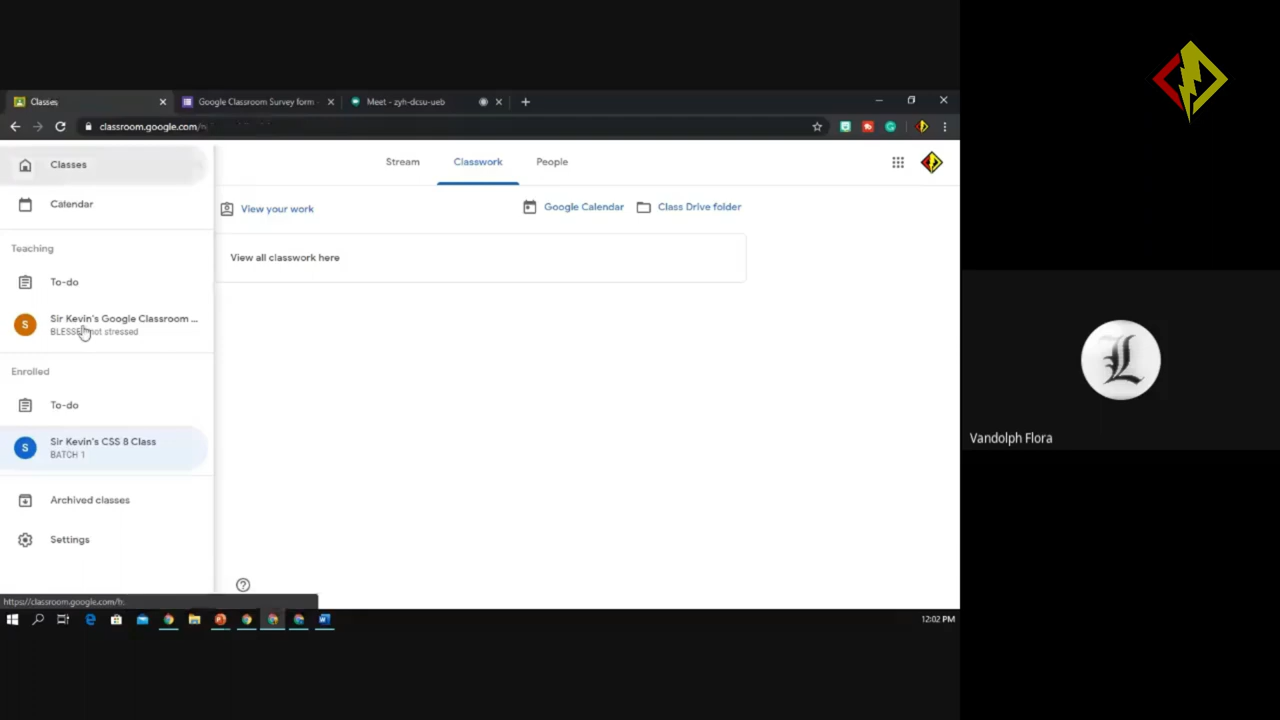 Classes
Google Classroom Survey form
Meet - zyh-dcsu-ueb
classroom.google.com/
Classes
Stream
Classwork
People
Calendar
View your work
Google Calendar
Class Drive folder
Teaching
View all classwork here
To-do
S
Sir Kevin's Google Classroom ...
not stressed
Enrolled
To-do
S
Sir Kevin's CSS 8 Class
BATCH 1
Archived classes
Settings
https://classroom.google.com/h
12:02 PM
L
Vandolph Flora